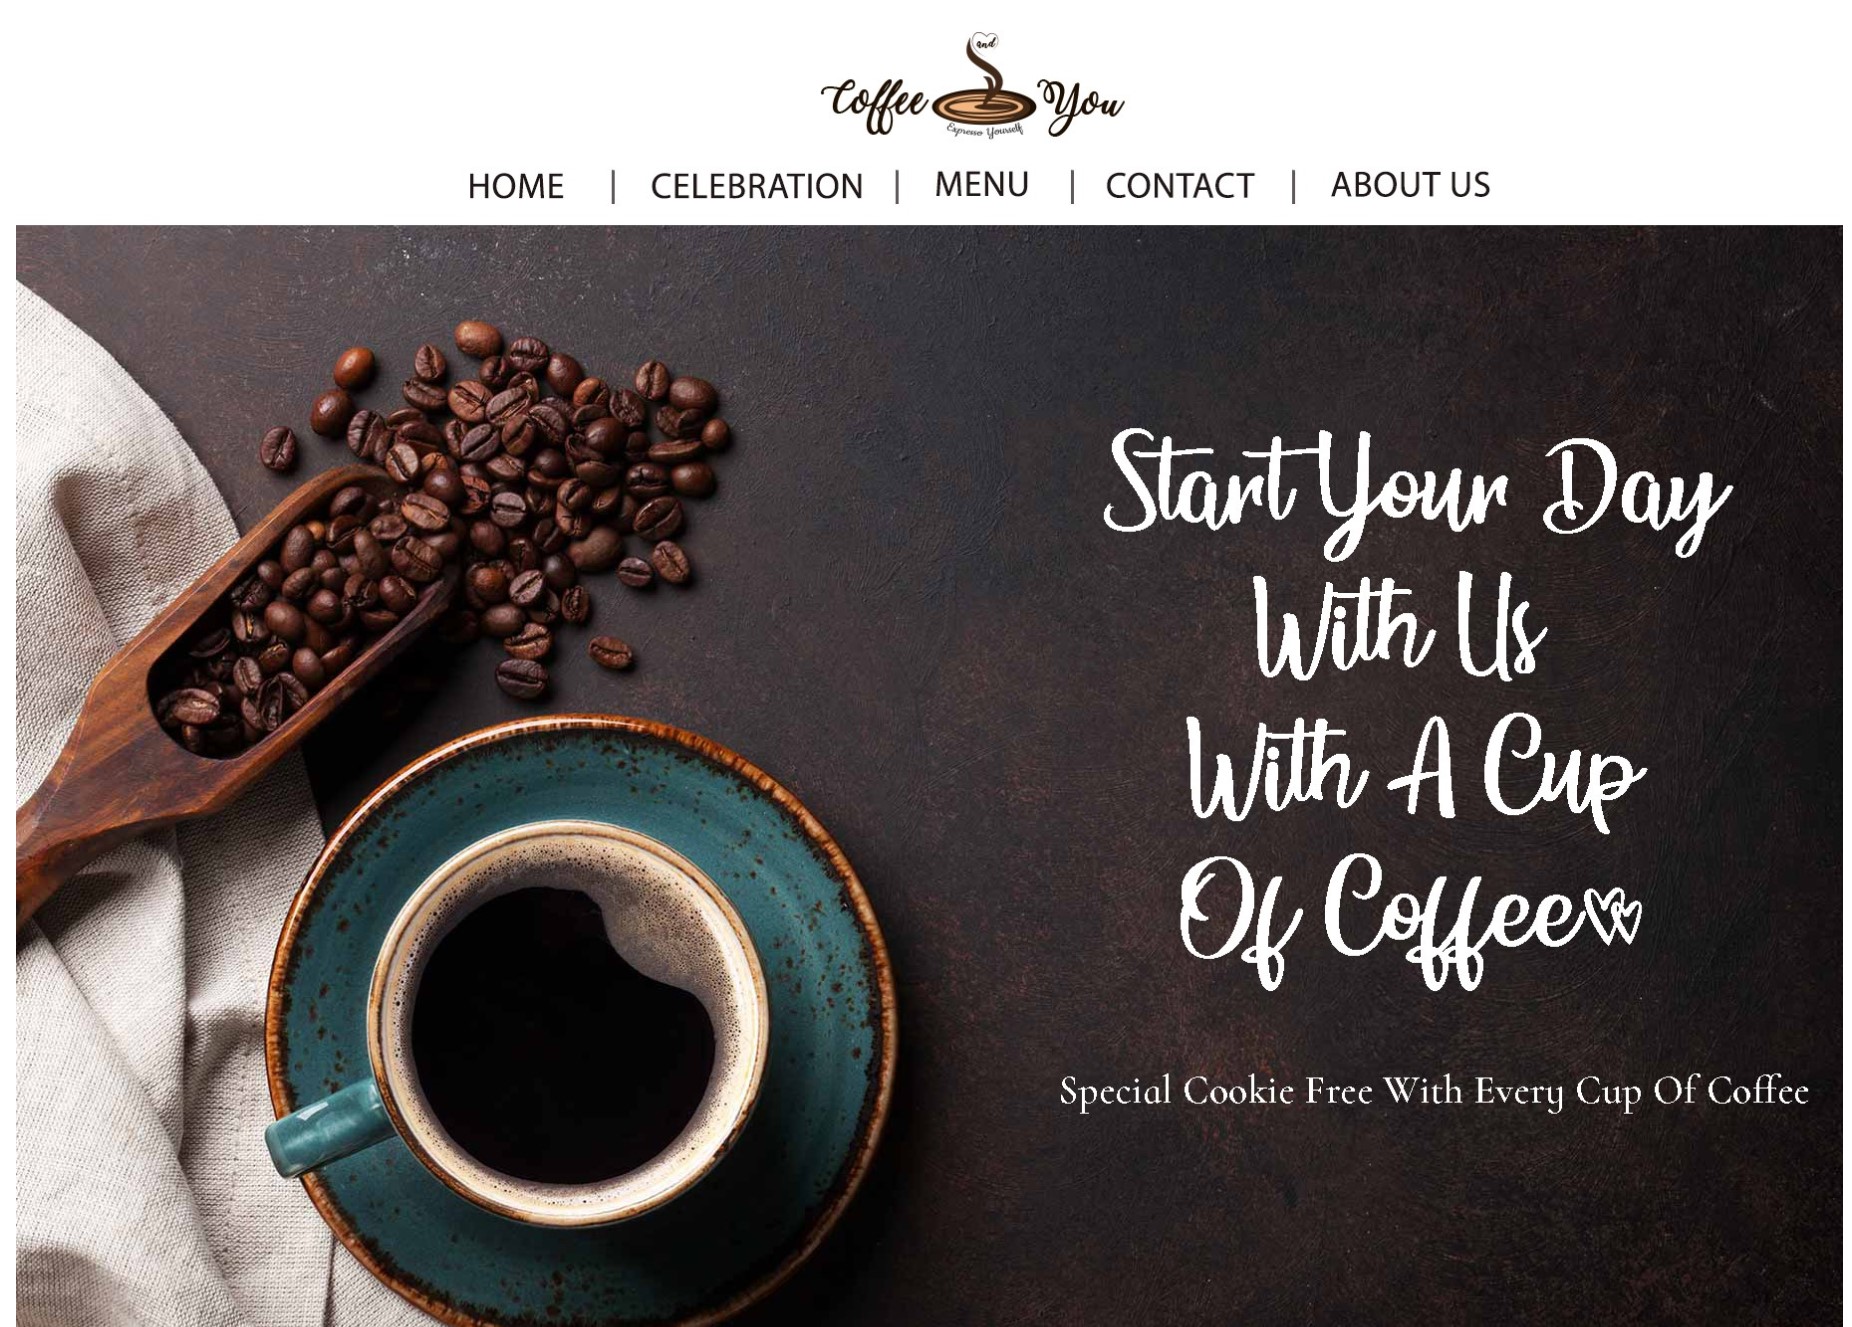 and
Coffee You
Espresso Yourself
HOME | CELEBRATION | MENU | CONTACT | ABOUT US
Start Your Day
With Us
With A Cup
Of Coffee
Special Cookie Free With Every Cup Of Coffee